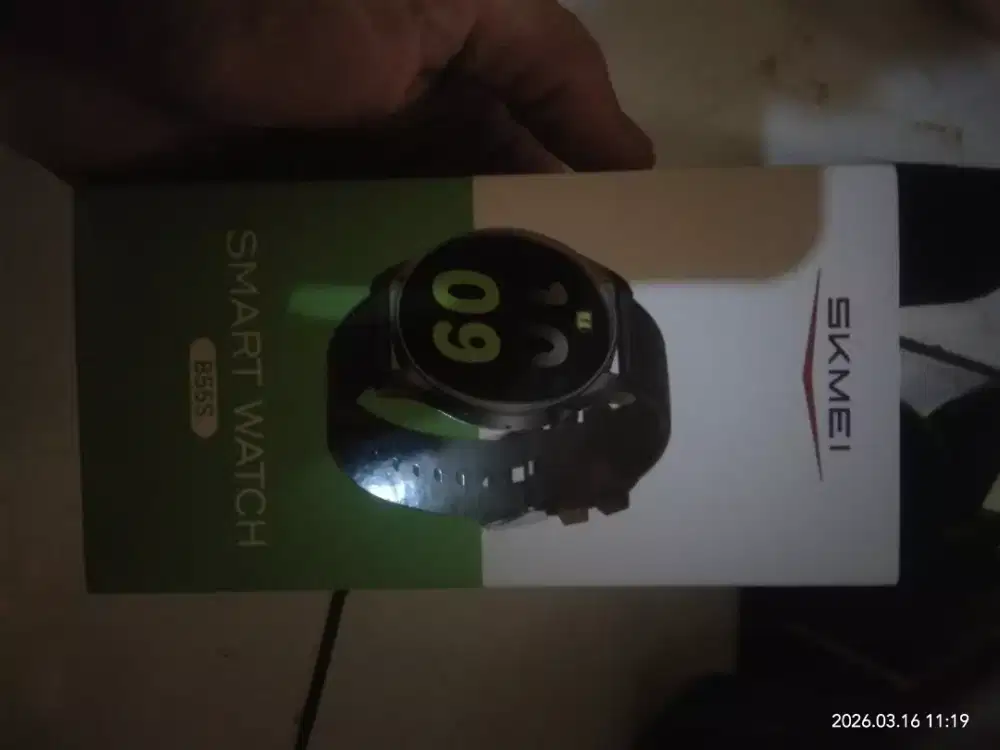 SKMEI
10
09
SMART WATCH
B55S
2026.03.16 11:19